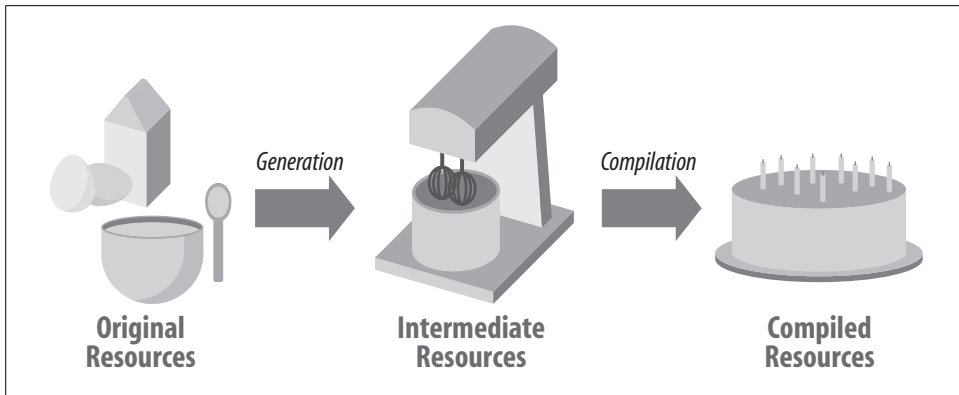 Generation
Compilation
Original
Resources
Intermediate
Resources
Compiled
Resources